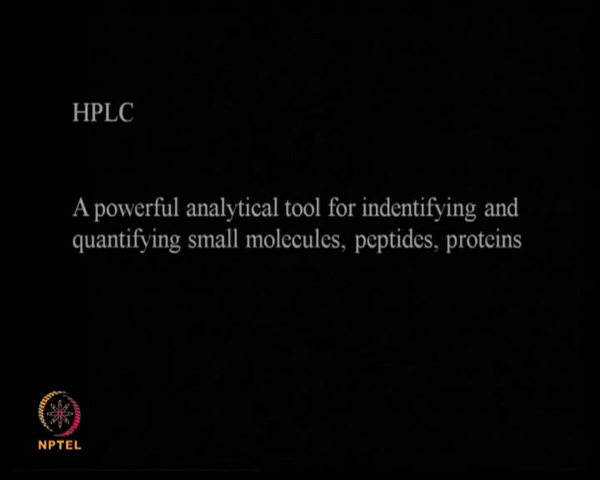 HPLC
A powerful analytical tool for indentifying and
quantifying small molecules, peptides, proteins
NPTEL